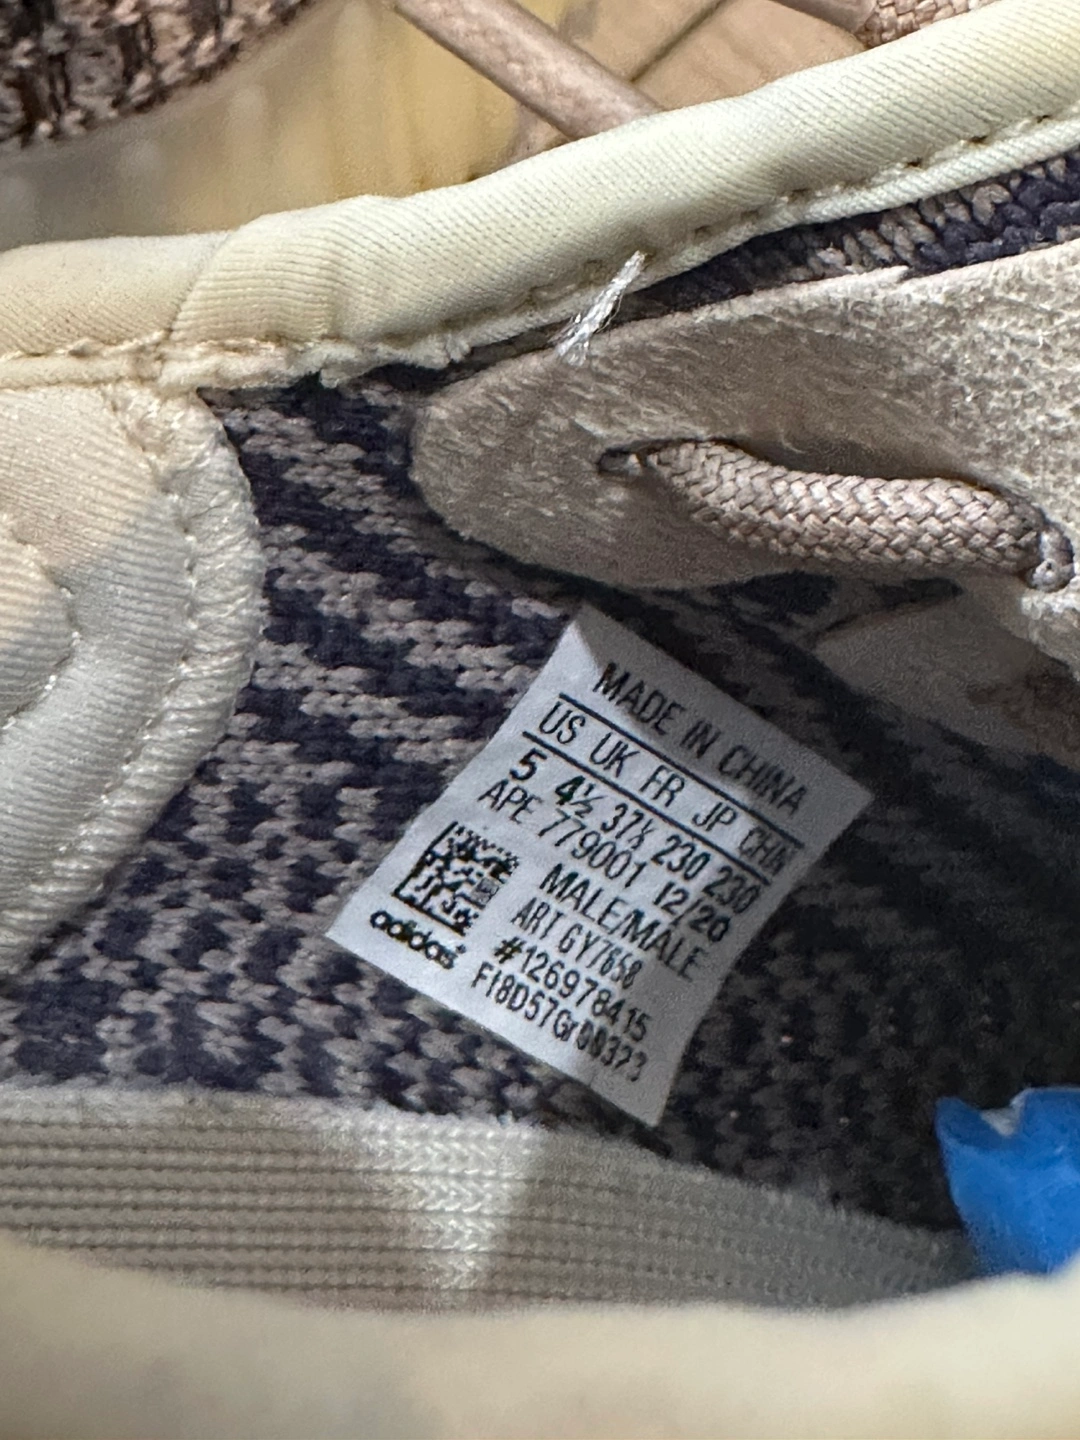 MADE IN CHINA
US UK FR JP CHN
5 4½ 37⅓ 230 230
APE 779001 12/20
MALE/MALE
ART GY7658
#126978415
adidas